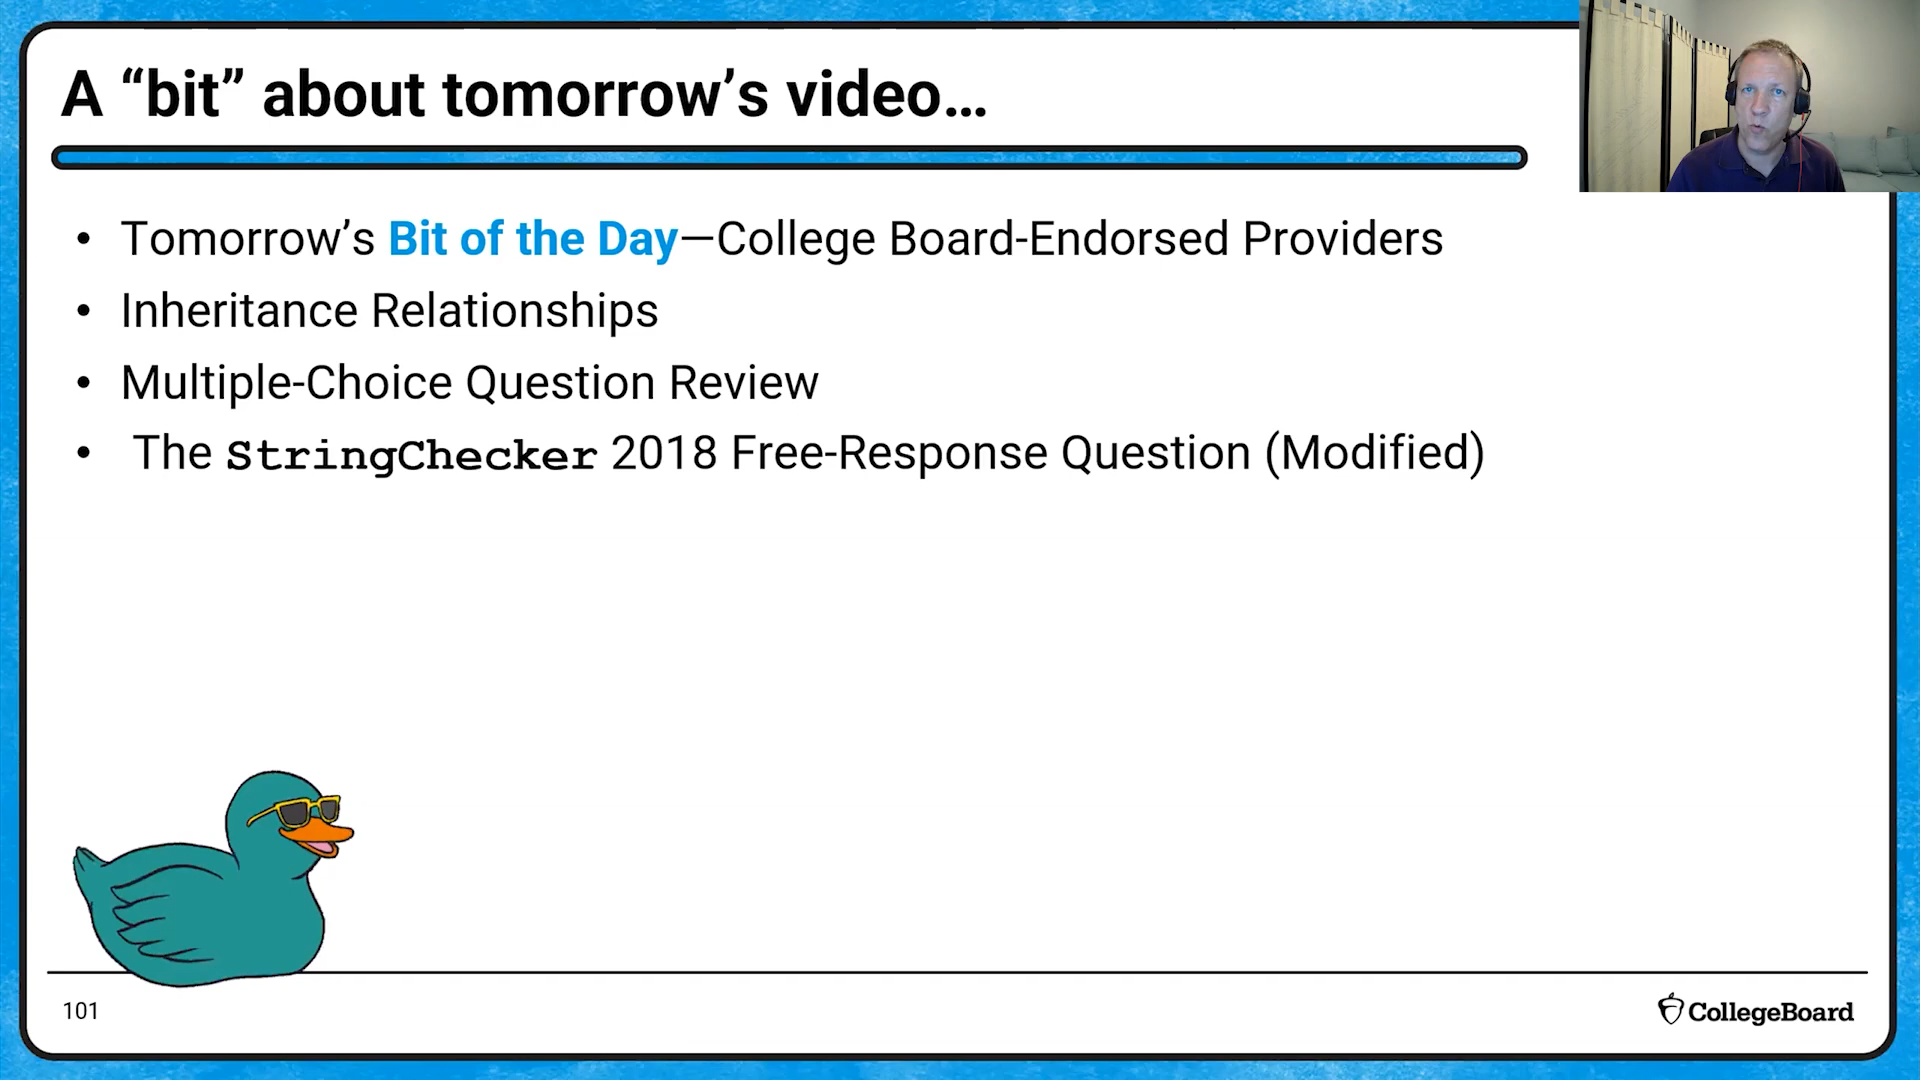 A “bit” about tomorrow’s video…
• Tomorrow’s Bit of the Day—College Board-Endorsed Providers
• Inheritance Relationships
• Multiple-Choice Question Review
• The StringChecker 2018 Free-Response Question (Modified)
101
CollegeBoard